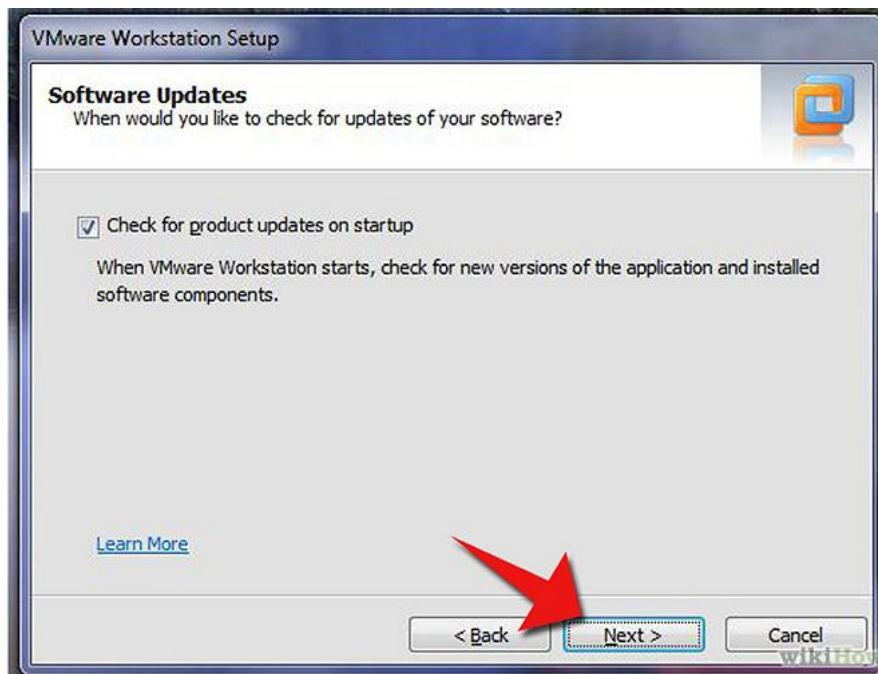 VMware Workstation Setup
Software Updates
When would you like to check for updates of your software?
Check for product updates on startup
When VMware Workstation starts, check for new versions of the application and installed
software components.
Learn More
< Back
Next >
Cancel
wikiHow